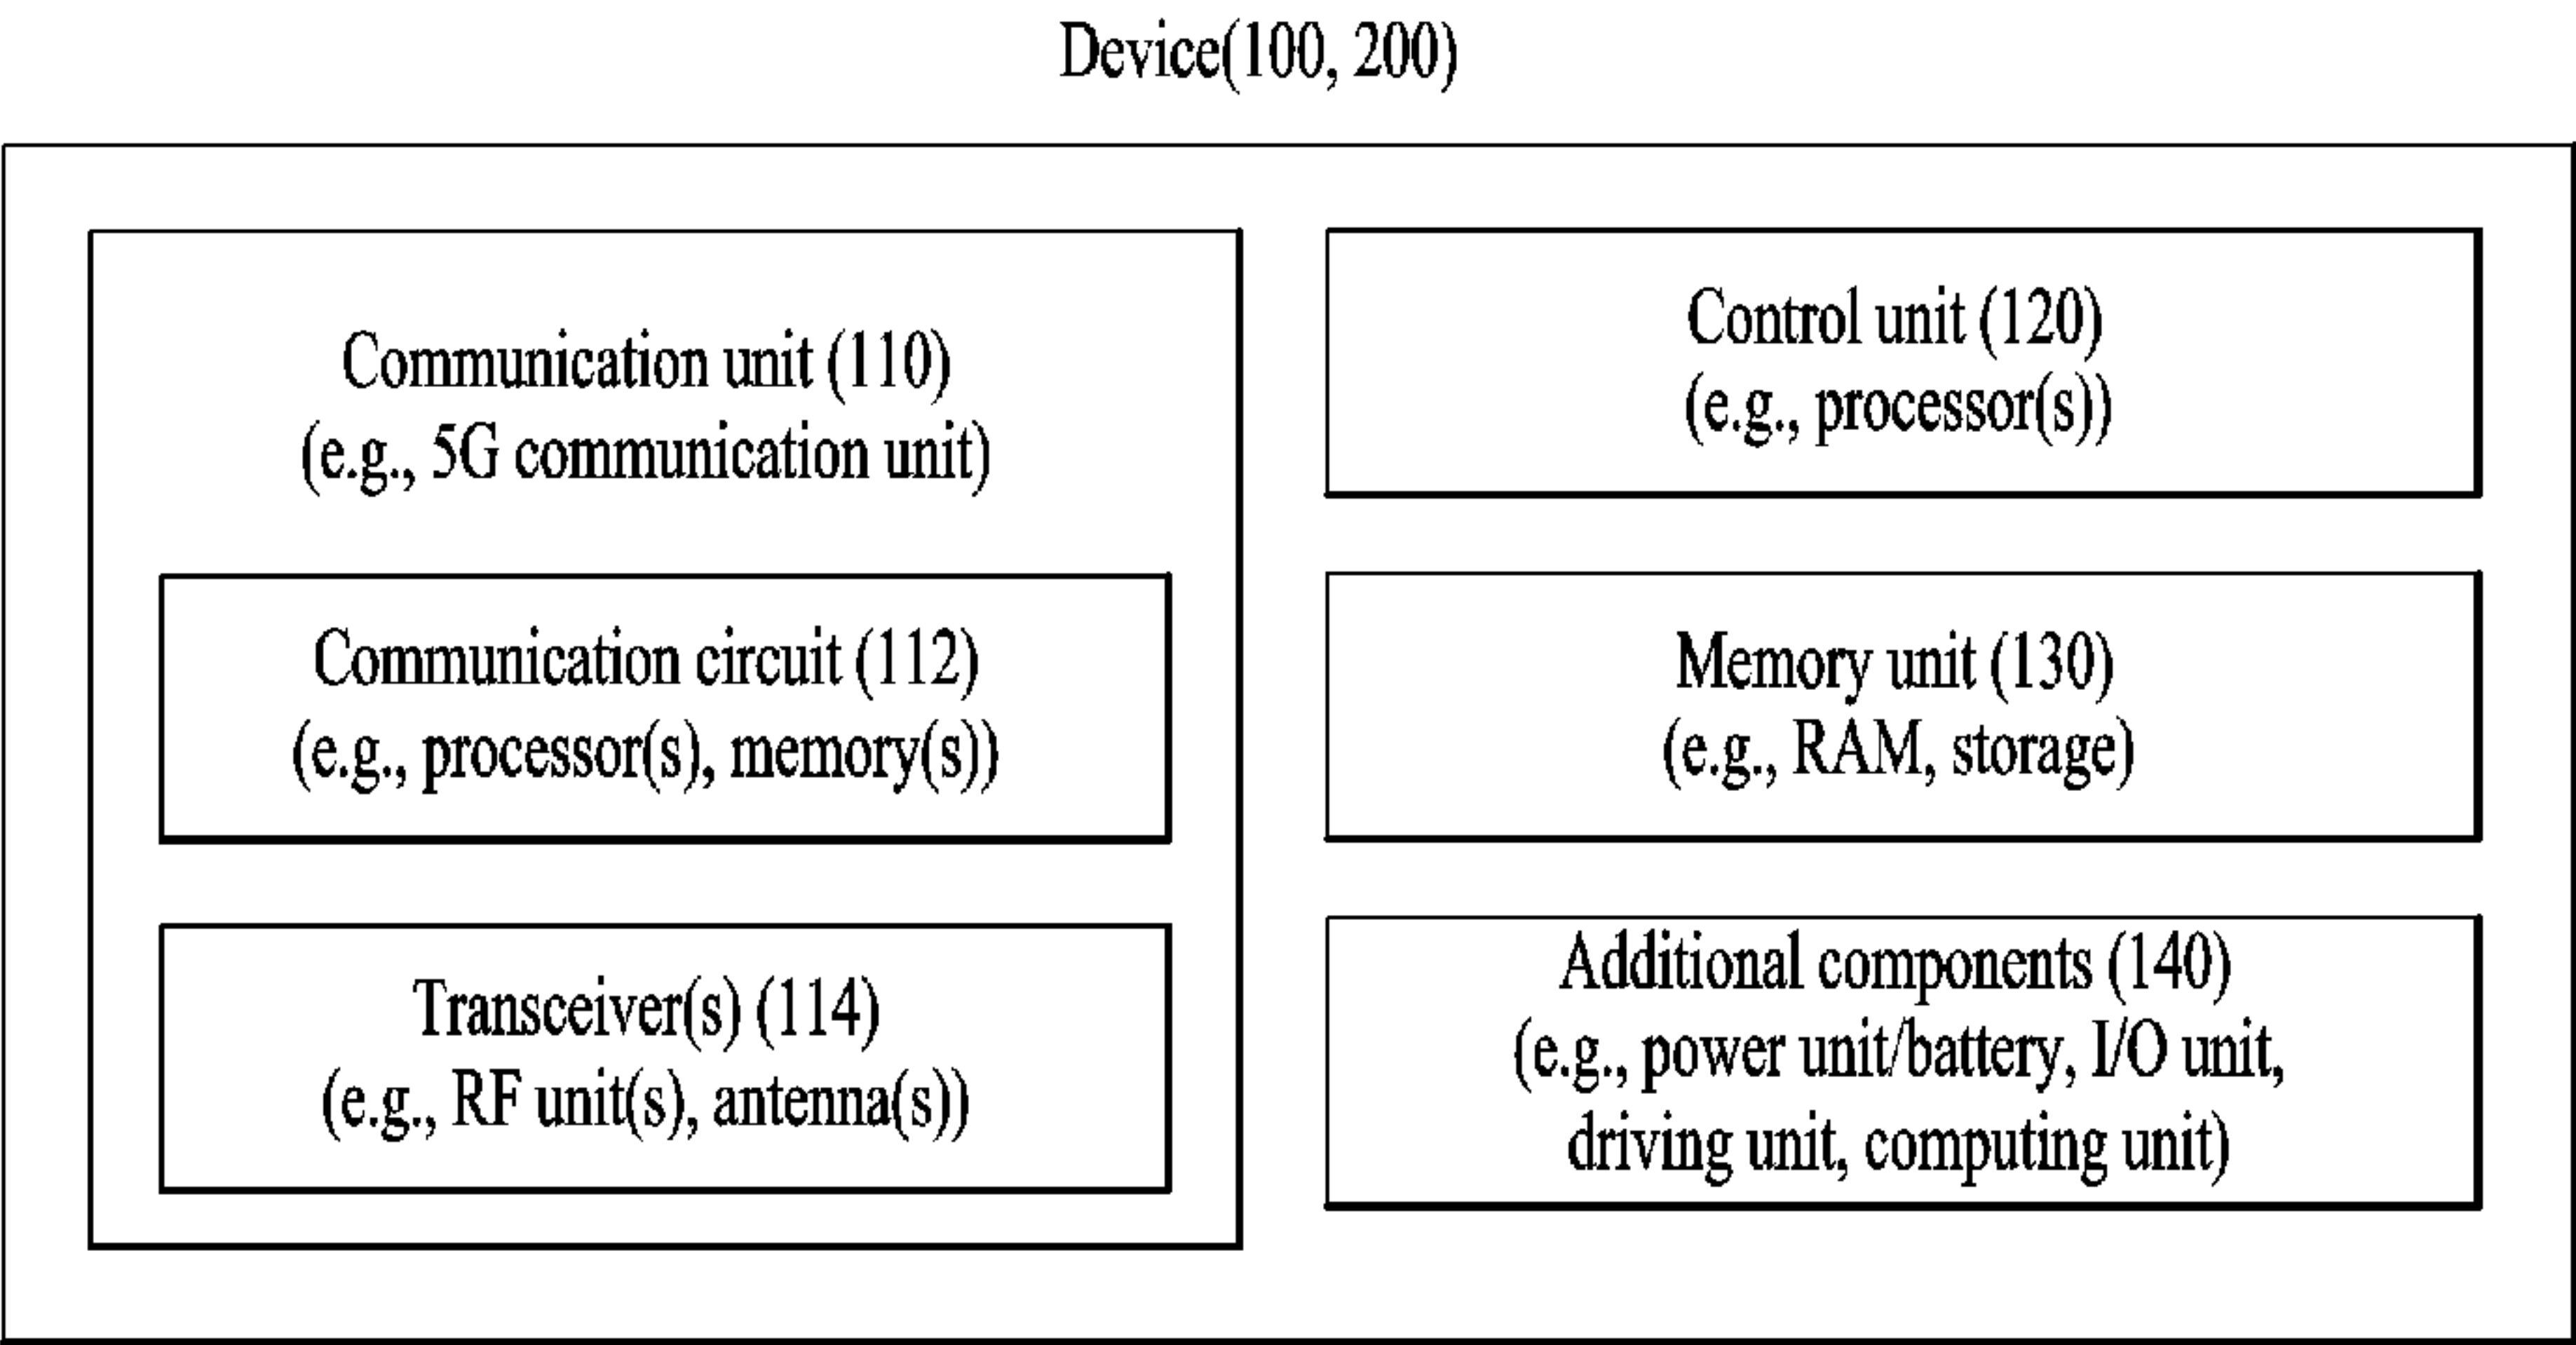 Device(100, 200)
Communication unit (110)
(e.g., 5G communication unit)
Communication circuit (112)
(e.g., processor(s), memory(s))
Transceiver(s) (114)
(e.g., RF unit(s), antenna(s))
Control unit (120)
(e.g., processor(s))
Memory unit (130)
(e.g., RAM, storage)
Additional components (140)
(e.g., power unit/battery, I/O unit,
driving unit, computing unit)